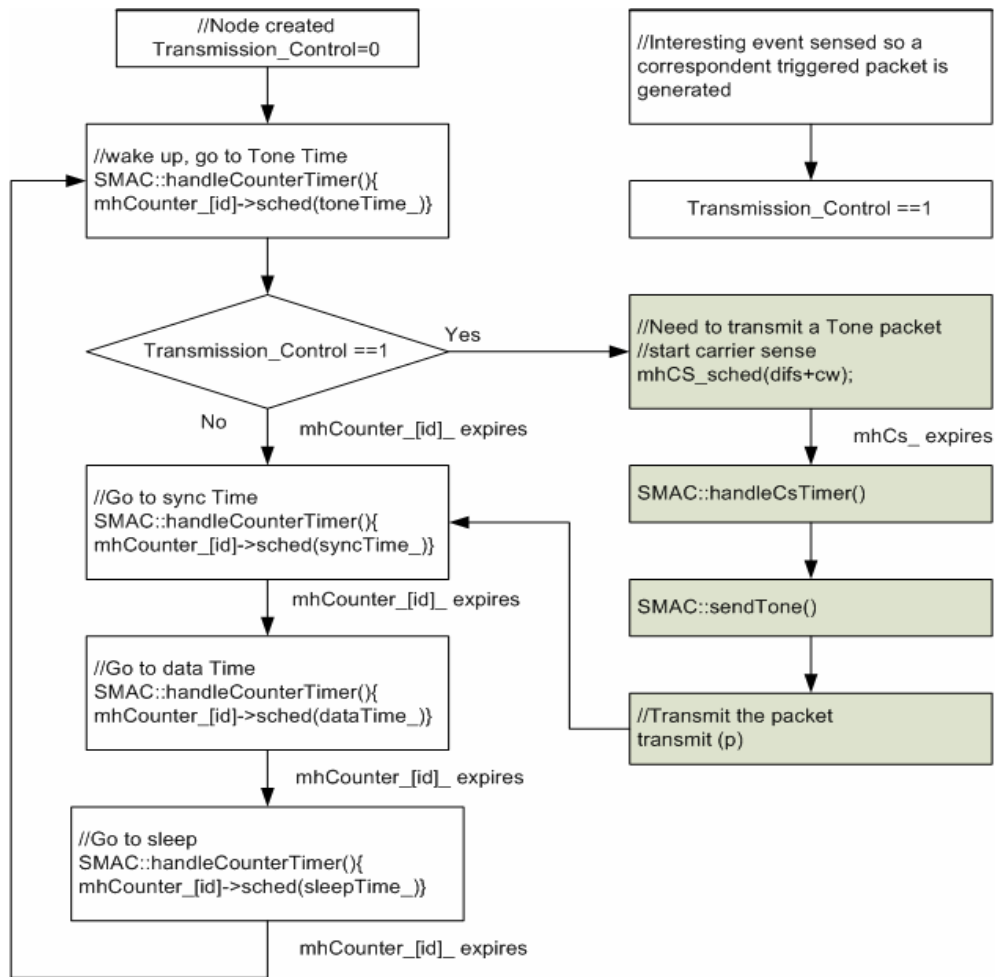 //Node created
Transmission_Control=0
//wake up, go to Tone Time
SMAC::handleCounterTimer(){
mhCounter_[id]->sched(toneTime_)}
Transmission_Control ==1
Yes
No
mhCounter_[id]_ expires
//Go to sync Time
SMAC::handleCounterTimer(){
mhCounter_[id]->sched(syncTime_)}
mhCounter_[id]_ expires
//Go to data Time
SMAC::handleCounterTimer(){
mhCounter_[id]->sched(dataTime_)}
mhCounter_[id]_ expires
//Go to sleep
SMAC::handleCounterTimer(){
mhCounter_[id]->sched(sleepTime_)}
mhCounter_[id]_ expires
//Interesting event sensed so a
correspondent triggered packet is
generated
Transmission_Control ==1
//Need to transmit a Tone packet
//start carrier sense
mhCS_sched(difs+cw);
mhCs_ expires
SMAC::handleCsTimer()
SMAC::sendTone()
//Transmit the packet
transmit (p)